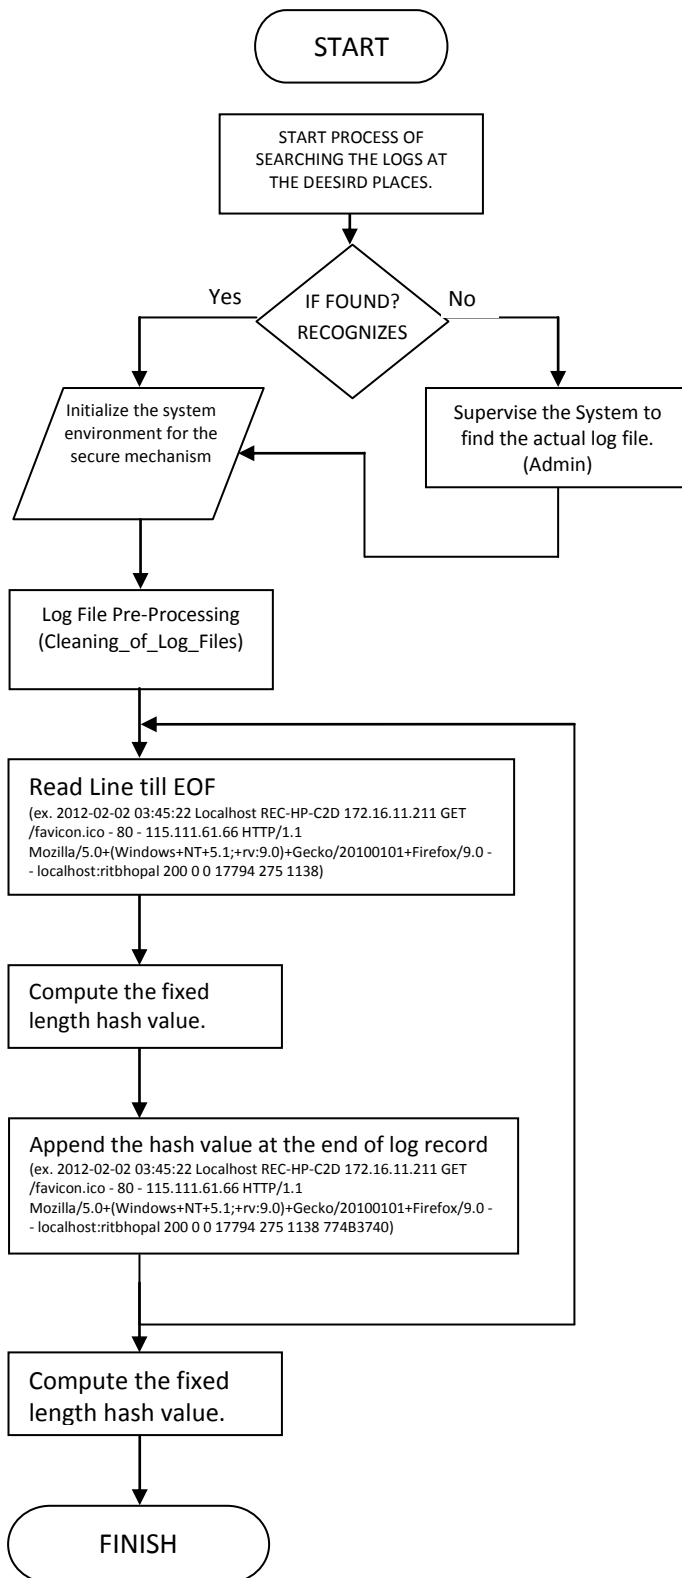 START
START PROCESS OF
SEARCHING THE LOGS AT
THE DEESIRD PLACES.
Yes
IF FOUND?
No
RECOGNIZES
Initialize the system
environment for the
secure mechanism
Supervise the System to
find the actual log file.
(Admin)
Log File Pre-Processing
(Cleaning_of_Log_Files)
Read Line till EOF
(ex. 2012-02-02 03:45:22 Localhost REC-HP-C2D 172.16.11.211 GET
/favicon.ico - 80 - 115.111.61.66 HTTP/1.1
Mozilla/5.0+(Windows+NT+5.1;+rv:9.0)+Gecko/20100101+Firefox/9.0 -
- localhost:ritbhopal 200 0 0 17794 275 1138)
Compute the fixed
length hash value.
Append the hash value at the end of log record
(ex. 2012-02-02 03:45:22 Localhost REC-HP-C2D 172.16.11.211 GET
/favicon.ico - 80 - 115.111.61.66 HTTP/1.1
Mozilla/5.0+(Windows+NT+5.1;+rv:9.0)+Gecko/20100101+Firefox/9.0 -
- localhost:ritbhopal 200 0 0 17794 275 1138 774B3740)
Compute the fixed
length hash value.
FINISH